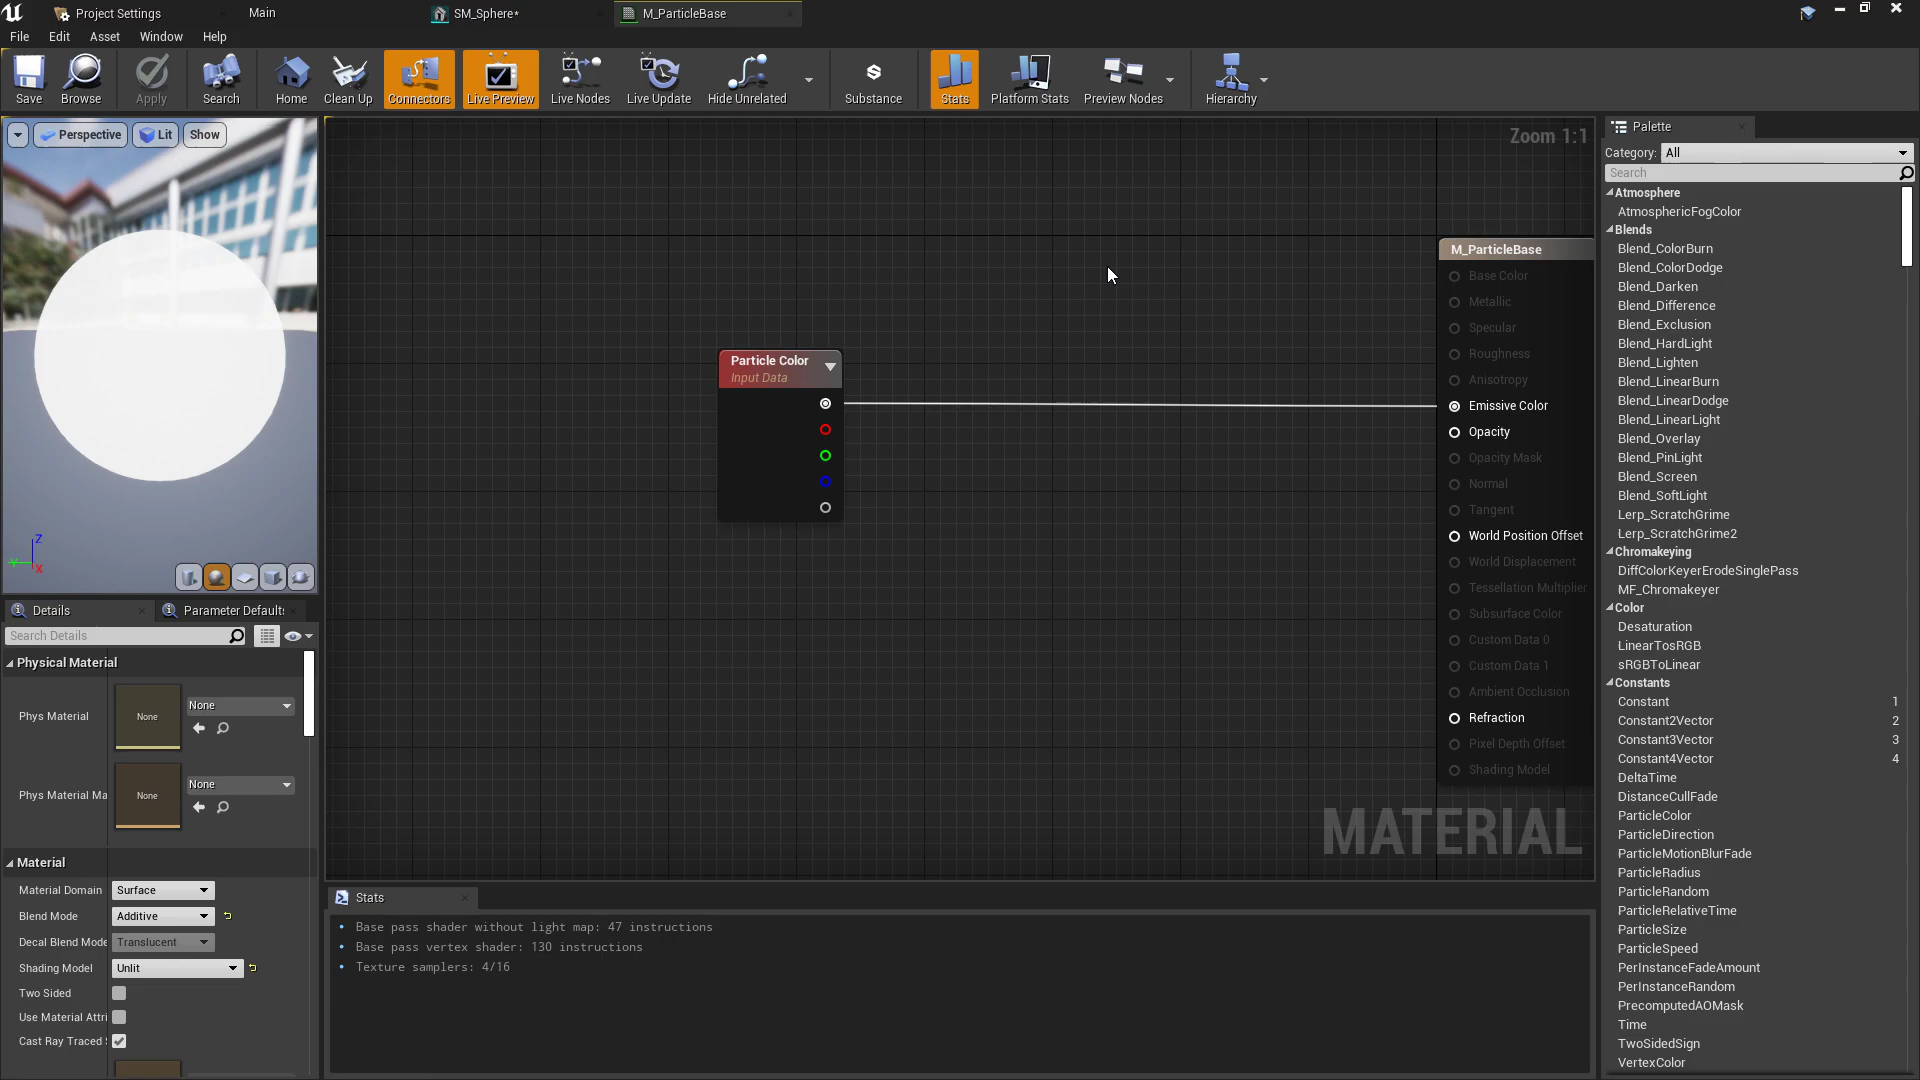 Project Settings
Main
SM_Sphere*
M_ParticleBase
File
Edit
Asset
Window
Help
Save
Browse
Apply
Search
Home
Clean Up
Connectors
Live Preview
Live Nodes
Live Update
Hide Unrelated
Substance
Stats
Platform Stats
Preview Nodes
Hierarchy
Perspective
Lit
Show
Z
Y
X
Details
Parameter Defaults
Search Details
Physical Material
Phys Material
None
None
Phys Material Ma
None
None
Material
Material Domain
Surface
Blend Mode
Additive
Decal Blend Mode
Translucent
Shading Model
Unlit
Two Sided
Use Material Attri
Cast Ray Traced S
Zoom 1:1
Particle Color
Input Data
M_ParticleBase
Base Color
Metallic
Specular
Roughness
Anisotropy
Emissive Color
Opacity
Opacity Mask
Normal
Tangent
World Position Offset
World Displacement
Tessellation Multiplier
Subsurface Color
Custom Data 0
Custom Data 1
Ambient Occlusion
Refraction
Pixel Depth Offset
Shading Model
MATERIAL
Stats
Base pass shader without light map: 47 instructions
Base pass vertex shader: 130 instructions
Texture samplers: 4/16
Palette
Category: All
Search
Atmosphere
AtmosphericFogColor
Blends
Blend_ColorBurn
Blend_ColorDodge
Blend_Darken
Blend_Difference
Blend_Exclusion
Blend_HardLight
Blend_Lighten
Blend_LinearBurn
Blend_LinearDodge
Blend_LinearLight
Blend_Overlay
Blend_PinLight
Blend_Screen
Blend_SoftLight
Lerp_ScratchGrime
Lerp_ScratchGrime2
Chromakeying
DiffColorKeyerErodeSinglePass
MF_Chromakeyer
Color
Desaturation
LinearTosRGB
sRGBToLinear
Constants
Constant 1
Constant2Vector 2
Constant3Vector 3
Constant4Vector 4
DeltaTime
DistanceCullFade
ParticleColor
ParticleDirection
ParticleMotionBlurFade
ParticleRadius
ParticleRandom
ParticleRelativeTime
ParticleSize
ParticleSpeed
PerInstanceFadeAmount
PerInstanceRandom
PrecomputedAOMask
Time
TwoSidedSign
VertexColor